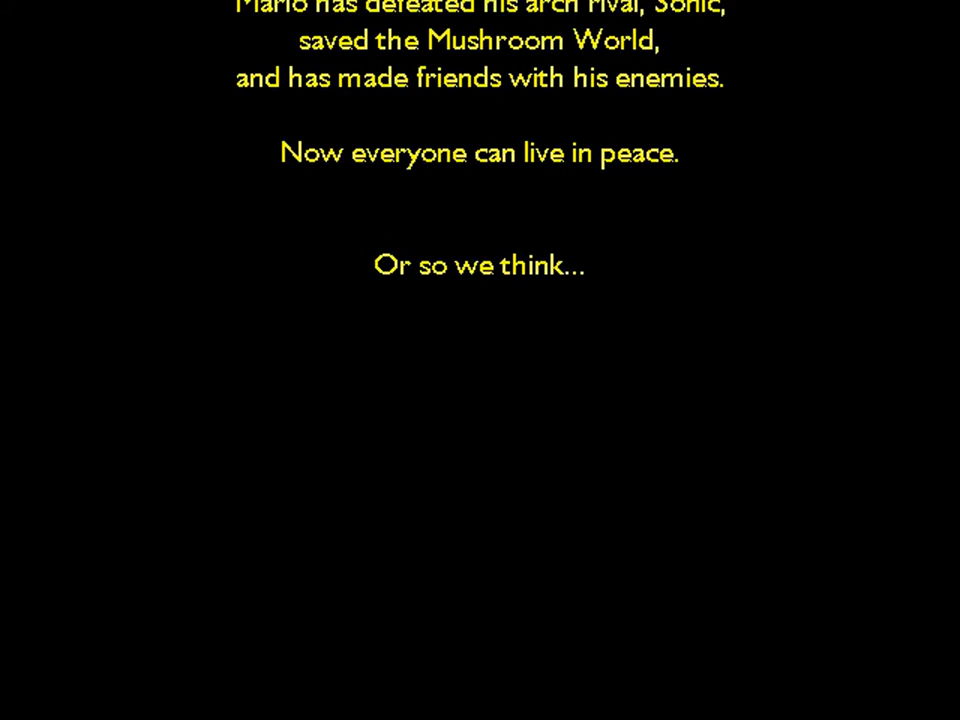 Mario has defeated his arch rival, Sonic,
saved the Mushroom World,
and has made friends with his enemies.
Now everyone can live in peace.
Or so we think...